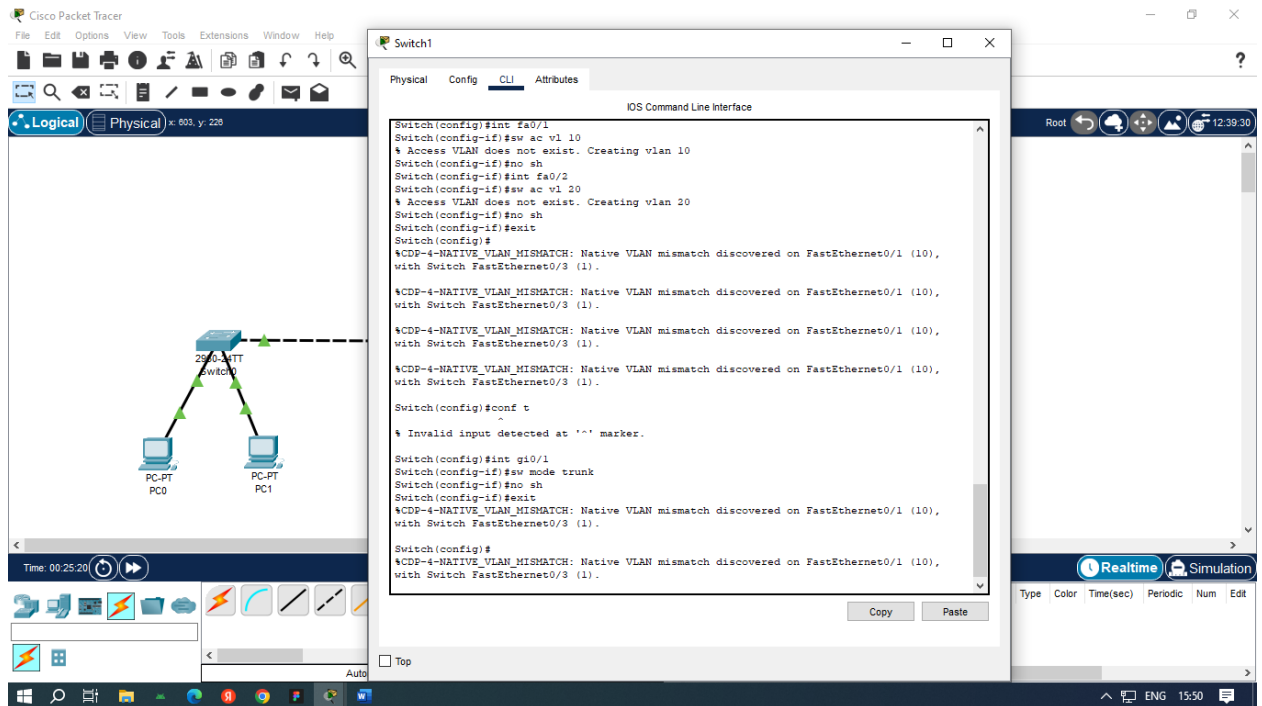 Cisco Packet Tracer
File Edit Options View Tools Extensions Window Help
?
Logical Physical x: 603, y: 226
Root 12:39:30
2960-24TT
Switch0
PC-PT
PC0
PC-PT
PC1
Switch1
Physical Config CLI Attributes
IOS Command Line Interface
Switch(config)#int fa0/1
Switch(config-if)#sw ac vl 10
% Access VLAN does not exist. Creating vlan 10
Switch(config-if)#no sh
Switch(config-if)#int fa0/2
Switch(config-if)#sw ac vl 20
% Access VLAN does not exist. Creating vlan 20
Switch(config-if)#no sh
Switch(config-if)#exit
Switch(config)#
%CDP-4-NATIVE_VLAN_MISMATCH: Native VLAN mismatch discovered on FastEthernet0/1 (10),
with Switch FastEthernet0/3 (1).
%CDP-4-NATIVE_VLAN_MISMATCH: Native VLAN mismatch discovered on FastEthernet0/1 (10),
with Switch FastEthernet0/3 (1).
%CDP-4-NATIVE_VLAN_MISMATCH: Native VLAN mismatch discovered on FastEthernet0/1 (10),
with Switch FastEthernet0/3 (1).
%CDP-4-NATIVE_VLAN_MISMATCH: Native VLAN mismatch discovered on FastEthernet0/1 (10),
with Switch FastEthernet0/3 (1).
Switch(config)#conf t
^
% Invalid input detected at '^' marker.
Switch(config)#int gi0/1
Switch(config-if)#sw mode trunk
Switch(config-if)#no sh
Switch(config-if)#exit
%CDP-4-NATIVE_VLAN_MISMATCH: Native VLAN mismatch discovered on FastEthernet0/1 (10),
with Switch FastEthernet0/3 (1).
Switch(config)#
%CDP-4-NATIVE_VLAN_MISMATCH: Native VLAN mismatch discovered on FastEthernet0/1 (10),
with Switch FastEthernet0/3 (1).
Copy Paste
Top
Time: 00:25:20
Realtime Simulation
Type Color Time(sec) Periodic Num Edit
Auto
ENG 15:50